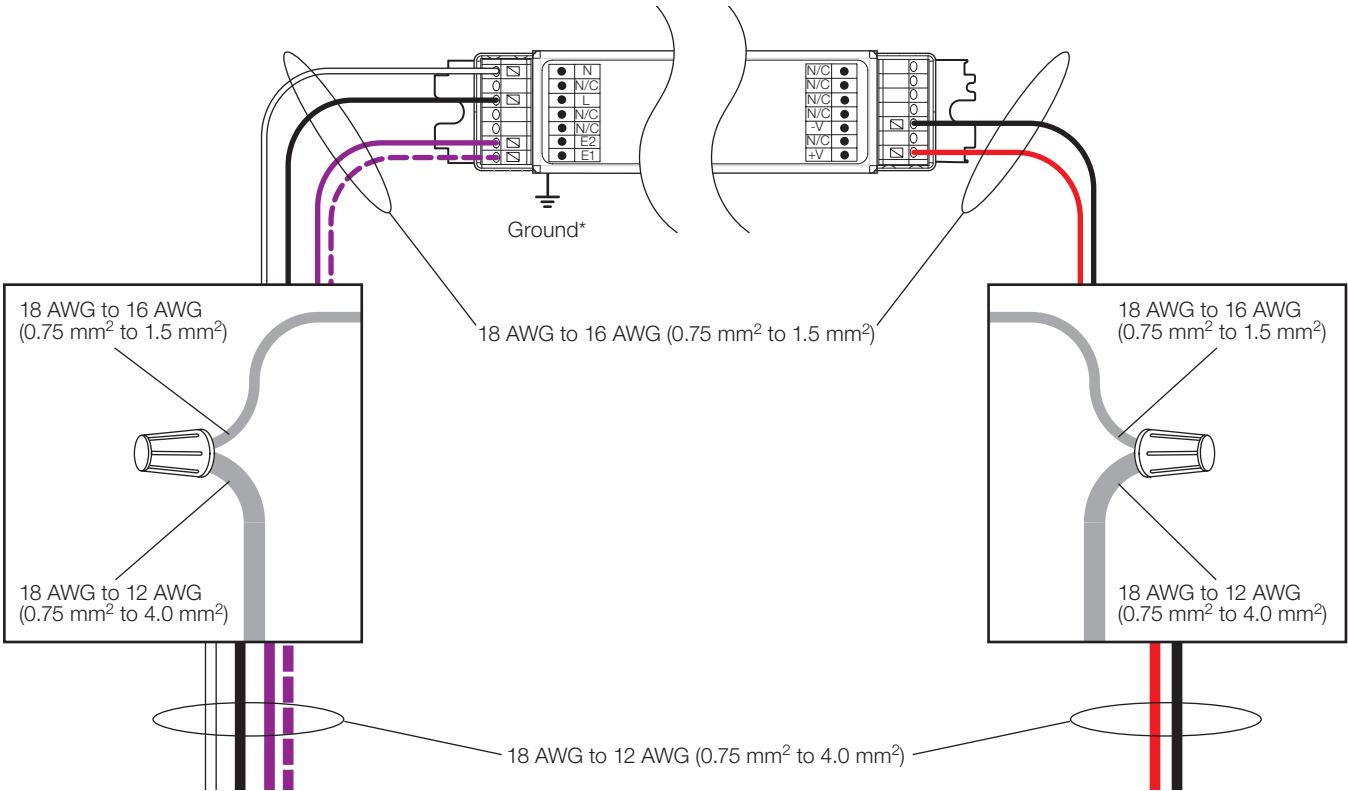 N
N/C
L
N/C
N/C
E2
E1
N/C
N/C
N/C
N/C
-V
N/C
+V
Ground*
18 AWG to 16 AWG
(0.75 mm² to 1.5 mm²)
18 AWG to 16 AWG (0.75 mm² to 1.5 mm²)
18 AWG to 16 AWG
(0.75 mm² to 1.5 mm²)
18 AWG to 12 AWG
(0.75 mm² to 4.0 mm²)
18 AWG to 12 AWG
(0.75 mm² to 4.0 mm²)
18 AWG to 12 AWG (0.75 mm² to 4.0 mm²)